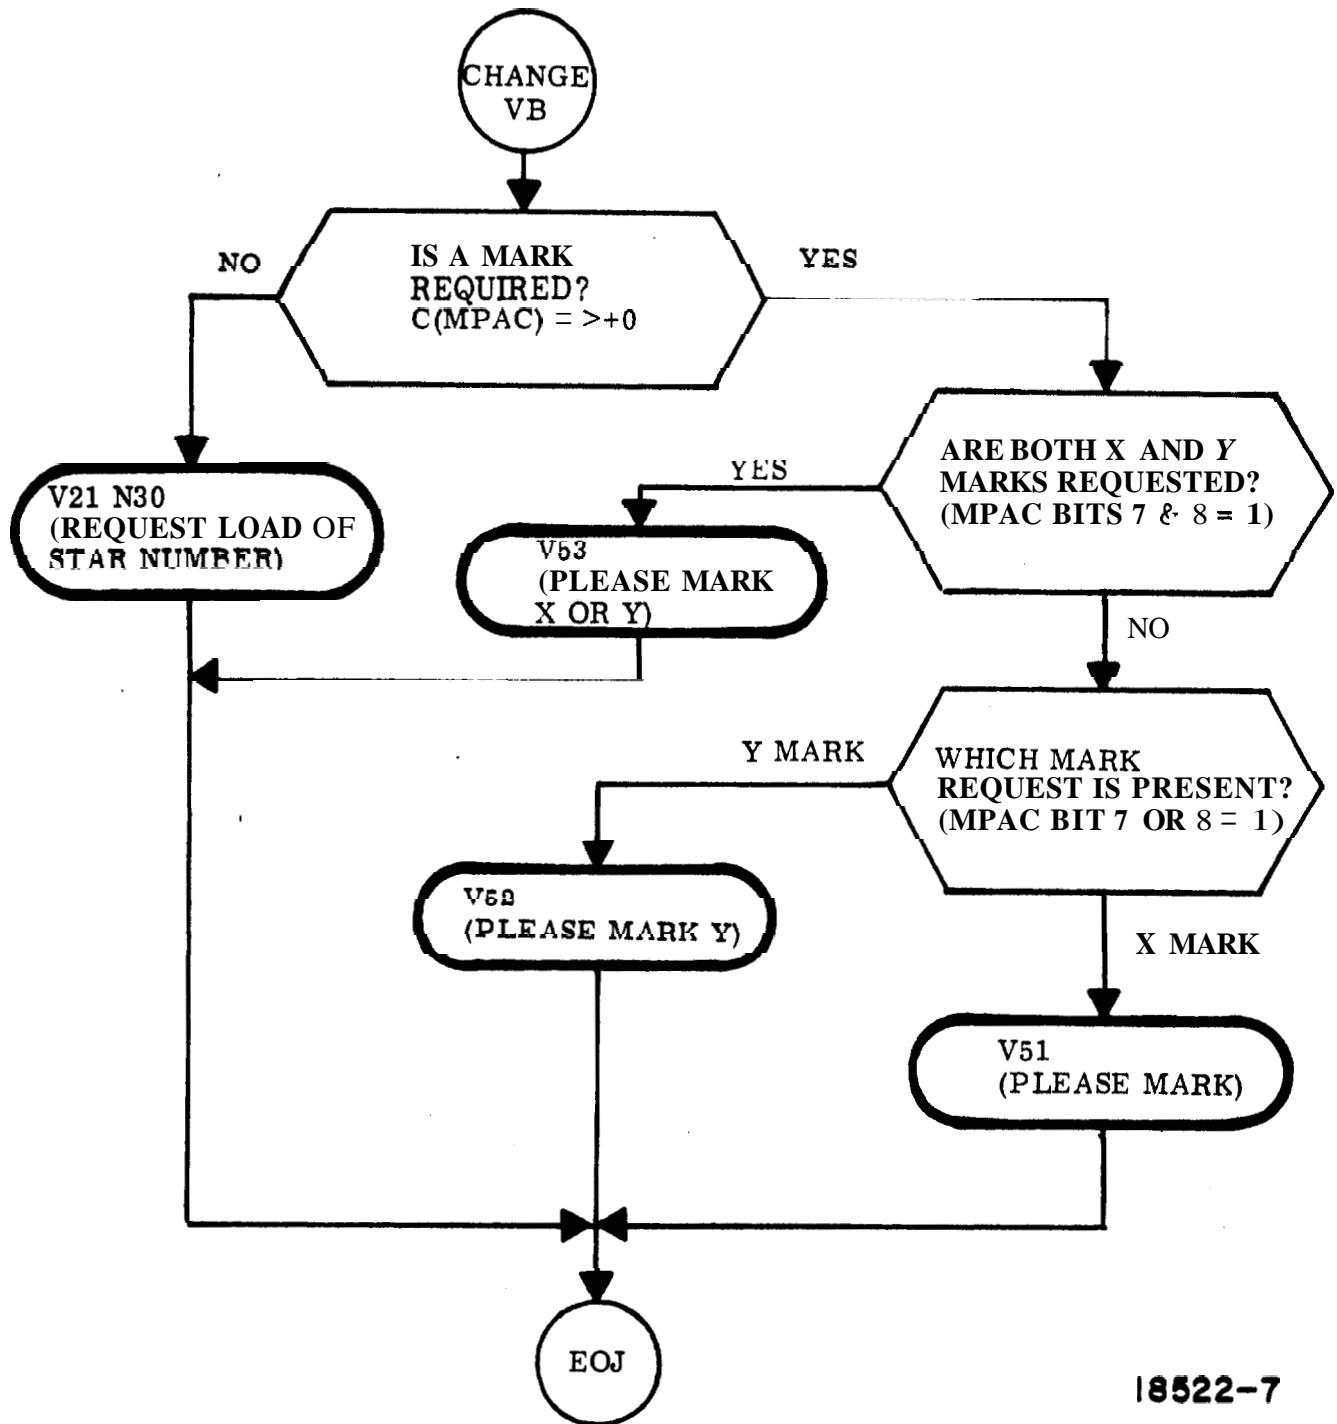 CHANGE
VB
NO
IS A MARK
REQUIRED?
C(MPAC) = >+0
YES
ARE BOTH X AND Y
MARKS REQUESTED?
(MPAC BITS 7 & 8 = 1)
YES
V21 N30
(REQUEST LOAD OF
STAR NUMBER)
V53
(PLEASE MARK
X OR Y)
NO
Y MARK
WHICH MARK
REQUEST IS PRESENT?
(MPAC BIT 7 OR 8 = 1)
V52
(PLEASE MARK Y)
X MARK
V51
(PLEASE MARK)
EOJ
18522-7